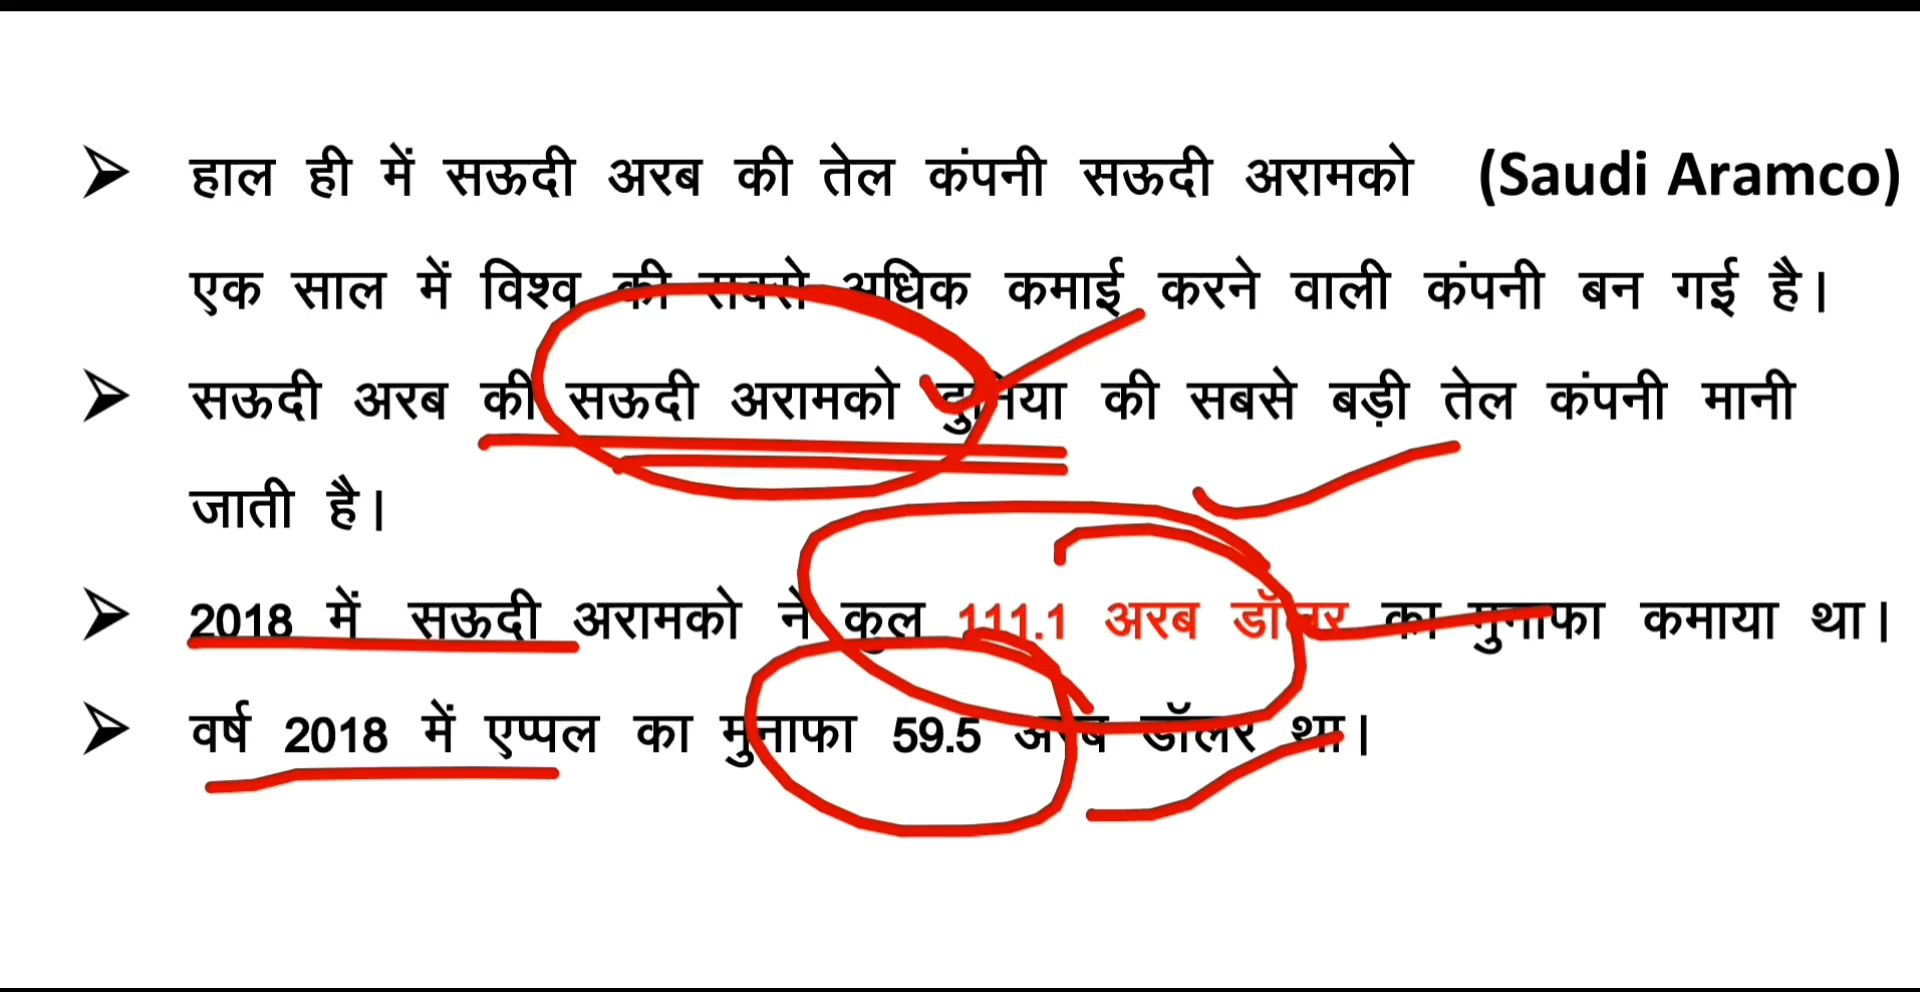 हाल ही में सऊदी अरब की तेल कंपनी सऊदी अरामको (Saudi Aramco)
एक साल में विश्व की सबसे अधिक कमाई करने वाली कंपनी बन गई है।
सऊदी अरब की सऊदी अरामको दुनिया की सबसे बड़ी तेल कंपनी मानी
जाती है।
2018 में सऊदी अरामको ने कुल 111.1 अरब डॉलर का मुनाफा कमाया था।
वर्ष 2018 में एप्पल का मुनाफा 59.5 अरब डॉलर था।